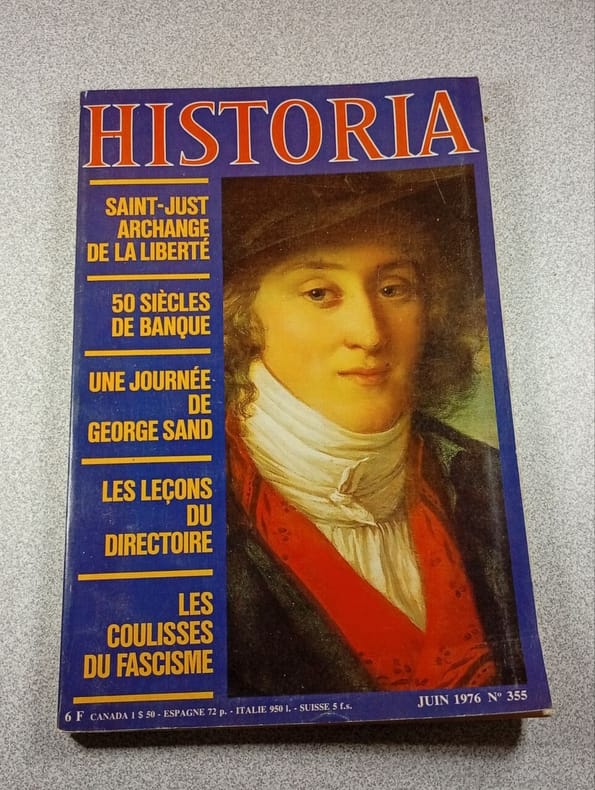 HISTORIA
SAINT-JUST
ARCHANGE
DE LA LIBERTÉ
50 SIÈCLES
DE BANQUE
UNE JOURNÉE
DE
GEORGE SAND
LES LEÇONS
DU
DIRECTOIRE
LES
COULISSES
DU FASCISME
6 F CANADA 1 $ 50 - ESPAGNE 72 p. - ITALIE 950 l. - SUISSE 5 f.s.
JUIN 1976 N° 355